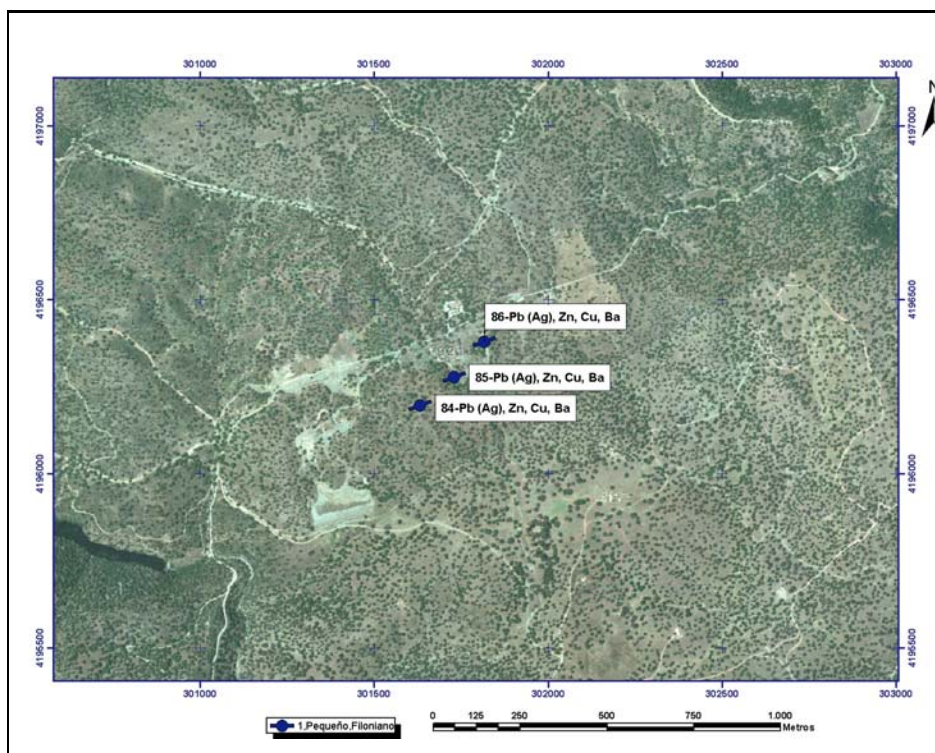 301000 301500 302000 302500 303000
N
4197000 4197000
4196500 4196500
86-Pb (Ag), Zn, Cu, Ba
85-Pb (Ag), Zn, Cu, Ba
84-Pb (Ag), Zn, Cu, Ba
4196000 4196000
4195500 4195500
301000 301500 302000 302500 303000
1,Pequeño,Filoniano
0 125 250 500 750 1.000
Metros